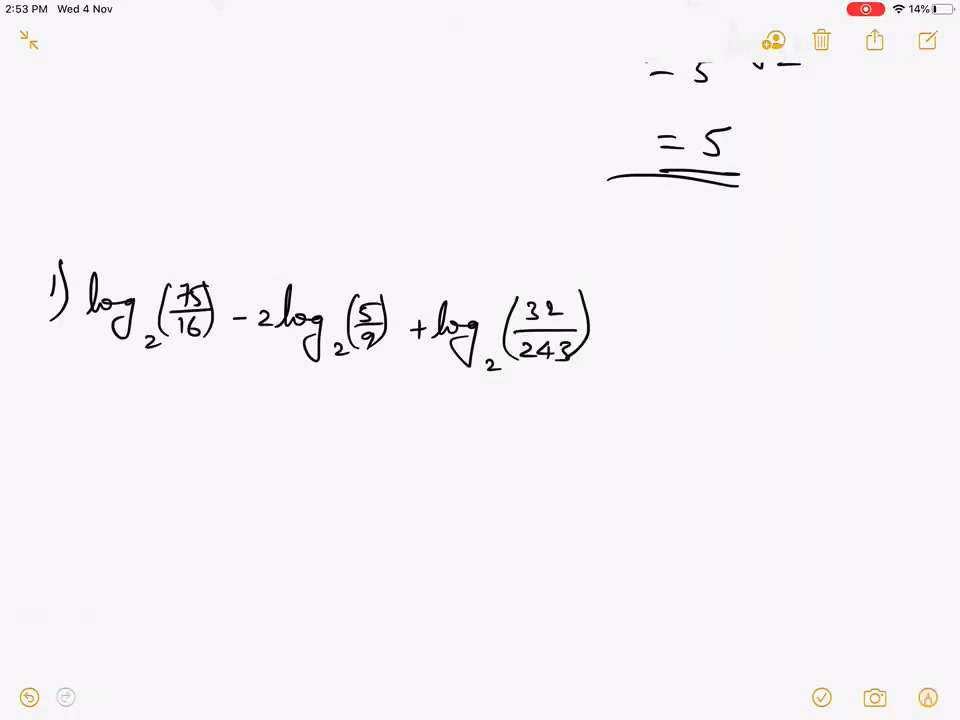 2:53 PM Wed 4 Nov 14%
= 5
1) log₂(75/16) - 2log₂(5/9) + log₂(32/243)